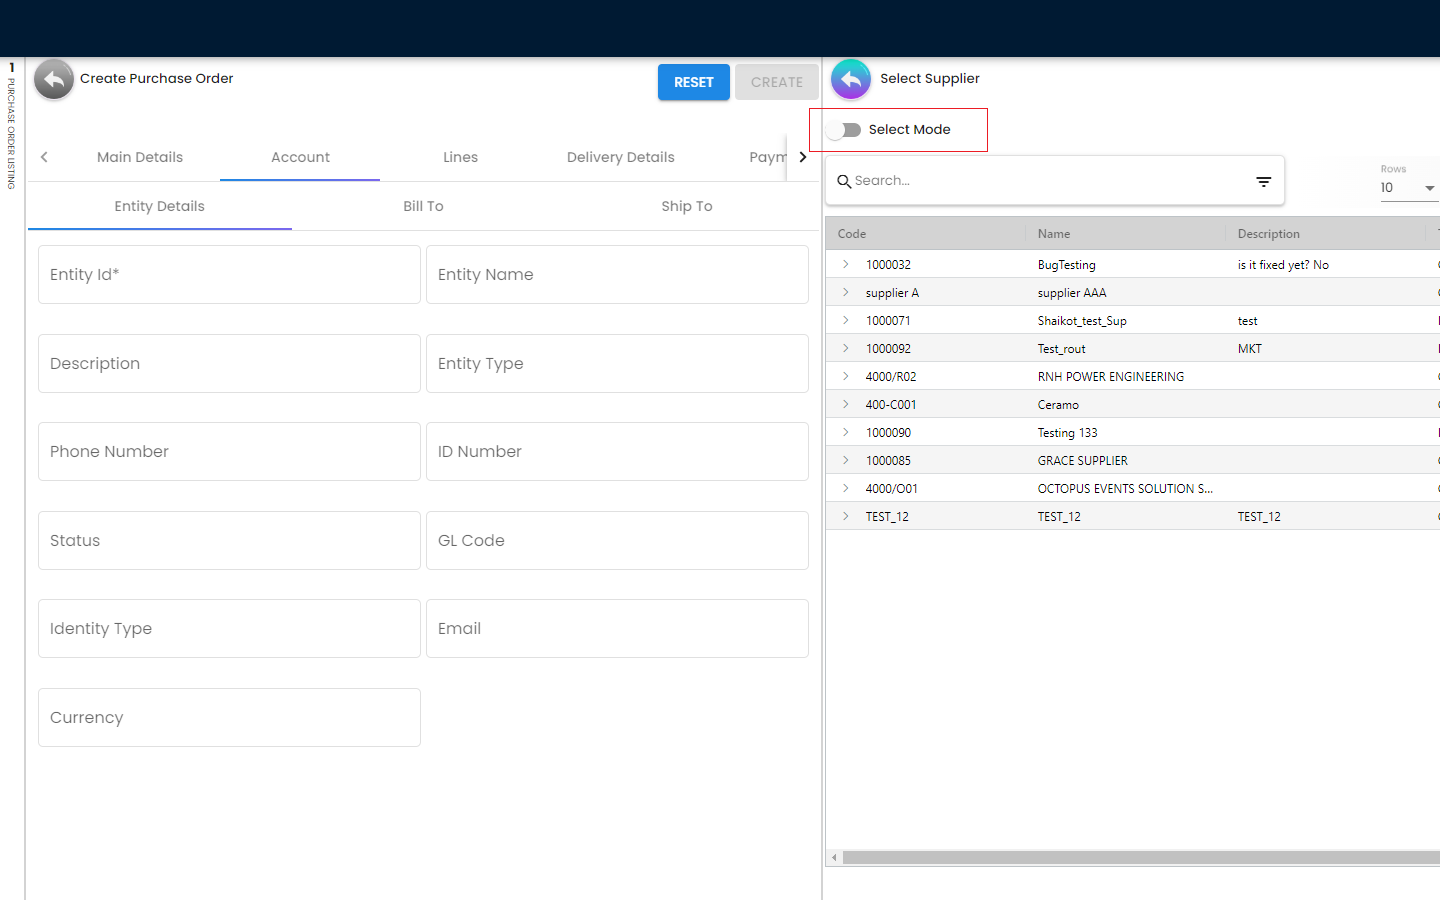 1
PURCHASE ORDER LISTING
Create Purchase Order
RESET
CREATE
Main Details
Account
Lines
Delivery Details
Paym
Entity Details
Bill To
Ship To
Entity Id*
Entity Name
Description
Entity Type
Phone Number
ID Number
Status
GL Code
Identity Type
Email
Currency
Select Supplier
Select Mode
Search...
Rows
10
Code Name Description
1000032 BugTesting is it fixed yet? No
supplier A supplier AAA
1000071 Shaikot_test_Sup test
1000092 Test_rout MKT
4000/R02 RNH POWER ENGINEERING
400-C001 Ceramo
1000090 Testing 133
1000085 GRACE SUPPLIER
4000/O01 OCTOPUS EVENTS SOLUTION S...
TEST_12 TEST_12 TEST_12